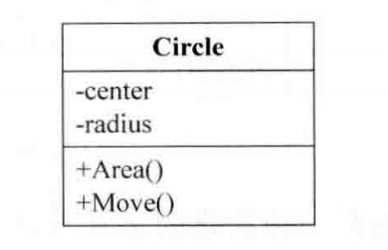 Circle
-center
-radius
+Area()
+Move()